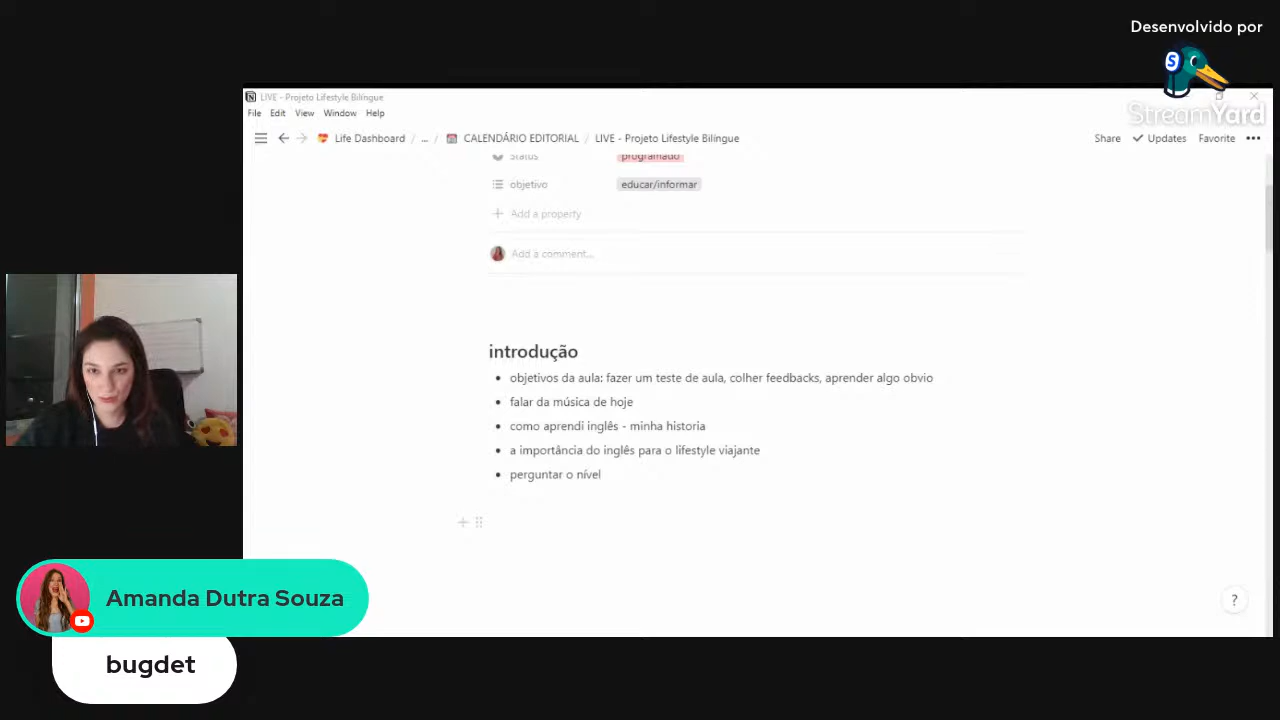 Desenvolvido por
StreamYard
LIVE - Projeto Lifestyle Bilíngue
File Edit View Window Help
Life Dashboard / ... / CALENDÁRIO EDITORIAL / LIVE - Projeto Lifestyle Bilíngue
Share Updates Favorite •••
Status programado
objetivo educar/informar
Add a property
Add a comment...
introdução
• objetivos da aula: fazer um teste de aula, colher feedbacks, aprender algo obvio
• falar da música de hoje
• como aprendi inglês - minha historia
• a importância do inglês para o lifestyle viajante
• perguntar o nível
?
Amanda Dutra Souza
bugdet